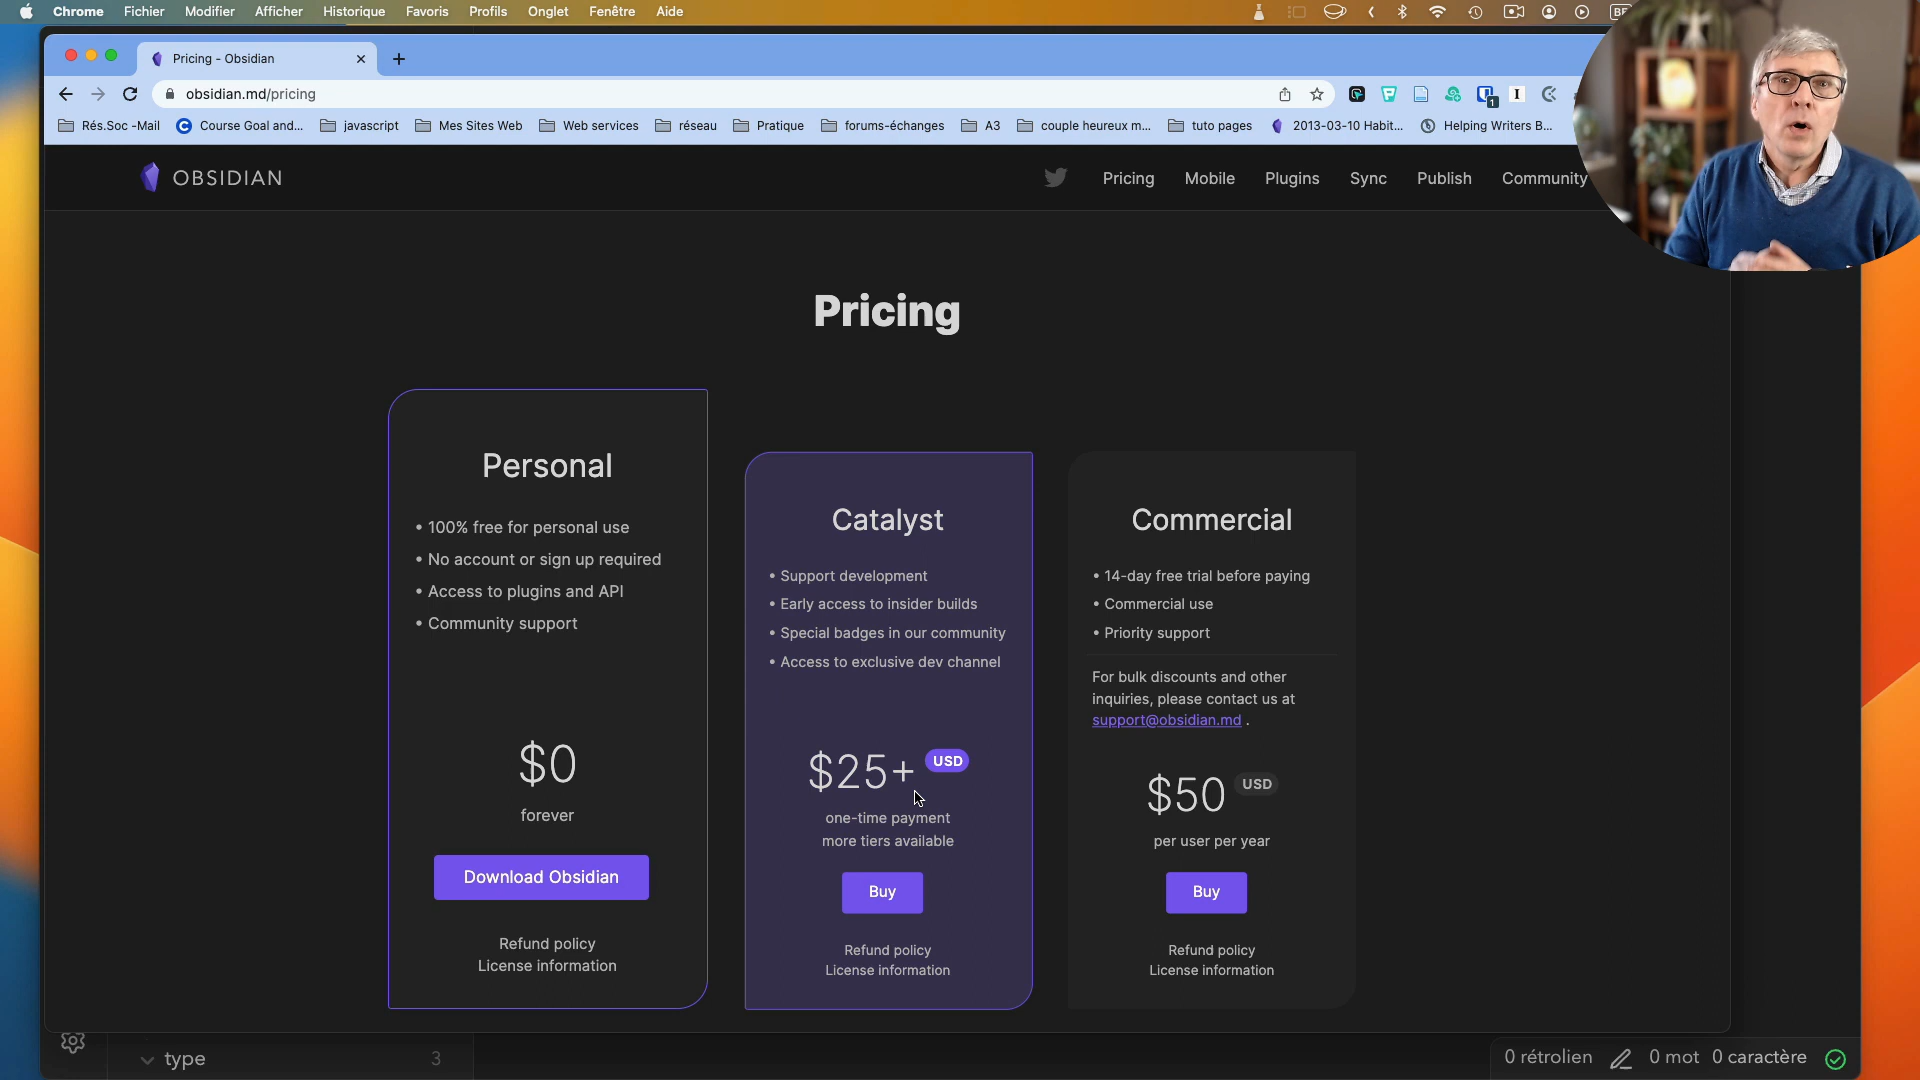 Chrome Fichier Modifier Afficher Historique Favoris Profils Onglet Fenêtre Aide
Pricing - Obsidian
obsidian.md/pricing
1
I
Rés.Soc -Mail Course Goal and... javascript Mes Sites Web Web services réseau Pratique forums-échanges A3 couple heureux m... tuto pages 2013-03-10 Habit... Helping Writers B...
OBSIDIAN Pricing Mobile Plugins Sync Publish Community
Pricing
Personal
• 100% free for personal use
• No account or sign up required
• Access to plugins and API
• Community support
$0
forever
Download Obsidian
Refund policy
License information
Catalyst
• Support development
• Early access to insider builds
• Special badges in our community
• Access to exclusive dev channel
$25+ USD
one-time payment
more tiers available
Buy
Refund policy
License information
Commercial
• 14-day free trial before paying
• Commercial use
• Priority support
For bulk discounts and other
inquiries, please contact us at
support@obsidian.md .
$50 USD
per user per year
Buy
Refund policy
License information
type 3
0 rétrolien 0 mot 0 caractère